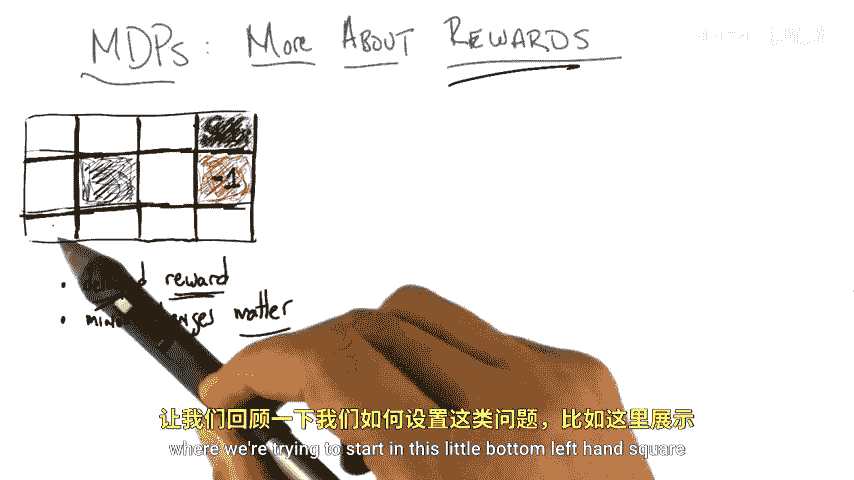 MDPs: MORE ABOUT REWARDS
-1
• reward
• matter
让我们回顾一下我们如何设置这类问题，比如这里展示
where we're trying to start in this little bottom left hand square